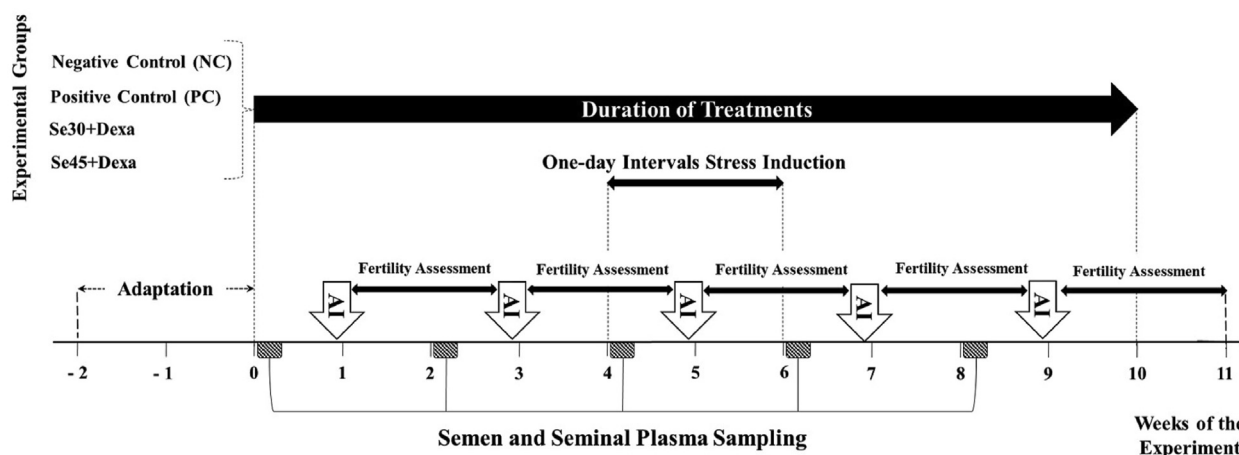 Experimental Groups
Negative Control (NC)
Positive Control (PC)
Se30+Dexa
Se45+Dexa
Duration of Treatments
One-day Intervals Stress Induction
Adaptation
Fertility Assessment
Fertility Assessment
Fertility Assessment
Fertility Assessment
Fertility Assessment
AI
AI
AI
AI
AI
- 2
- 1
0
1
2
3
4
5
6
7
8
9
10
11
Semen and Seminal Plasma Sampling
Weeks of the
Experiment